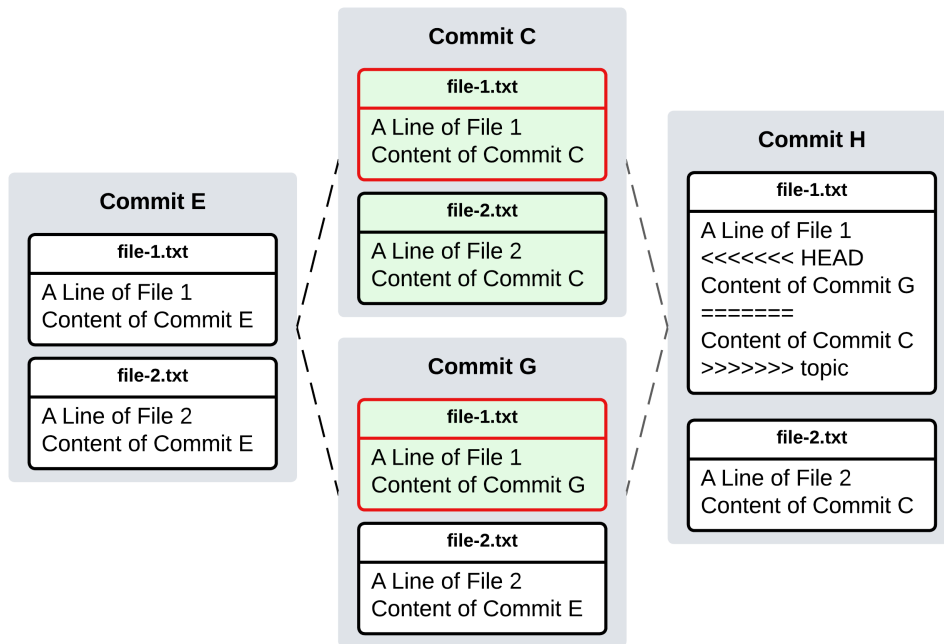 Commit E
file-1.txt
A Line of File 1
Content of Commit E
file-2.txt
A Line of File 2
Content of Commit E
Commit C
file-1.txt
A Line of File 1
Content of Commit C
file-2.txt
A Line of File 2
Content of Commit C
Commit G
file-1.txt
A Line of File 1
Content of Commit G
file-2.txt
A Line of File 2
Content of Commit E
Commit H
file-1.txt
A Line of File 1
<<<<<<< HEAD
Content of Commit G
=======
Content of Commit C
>>>>>>> topic
file-2.txt
A Line of File 2
Content of Commit C